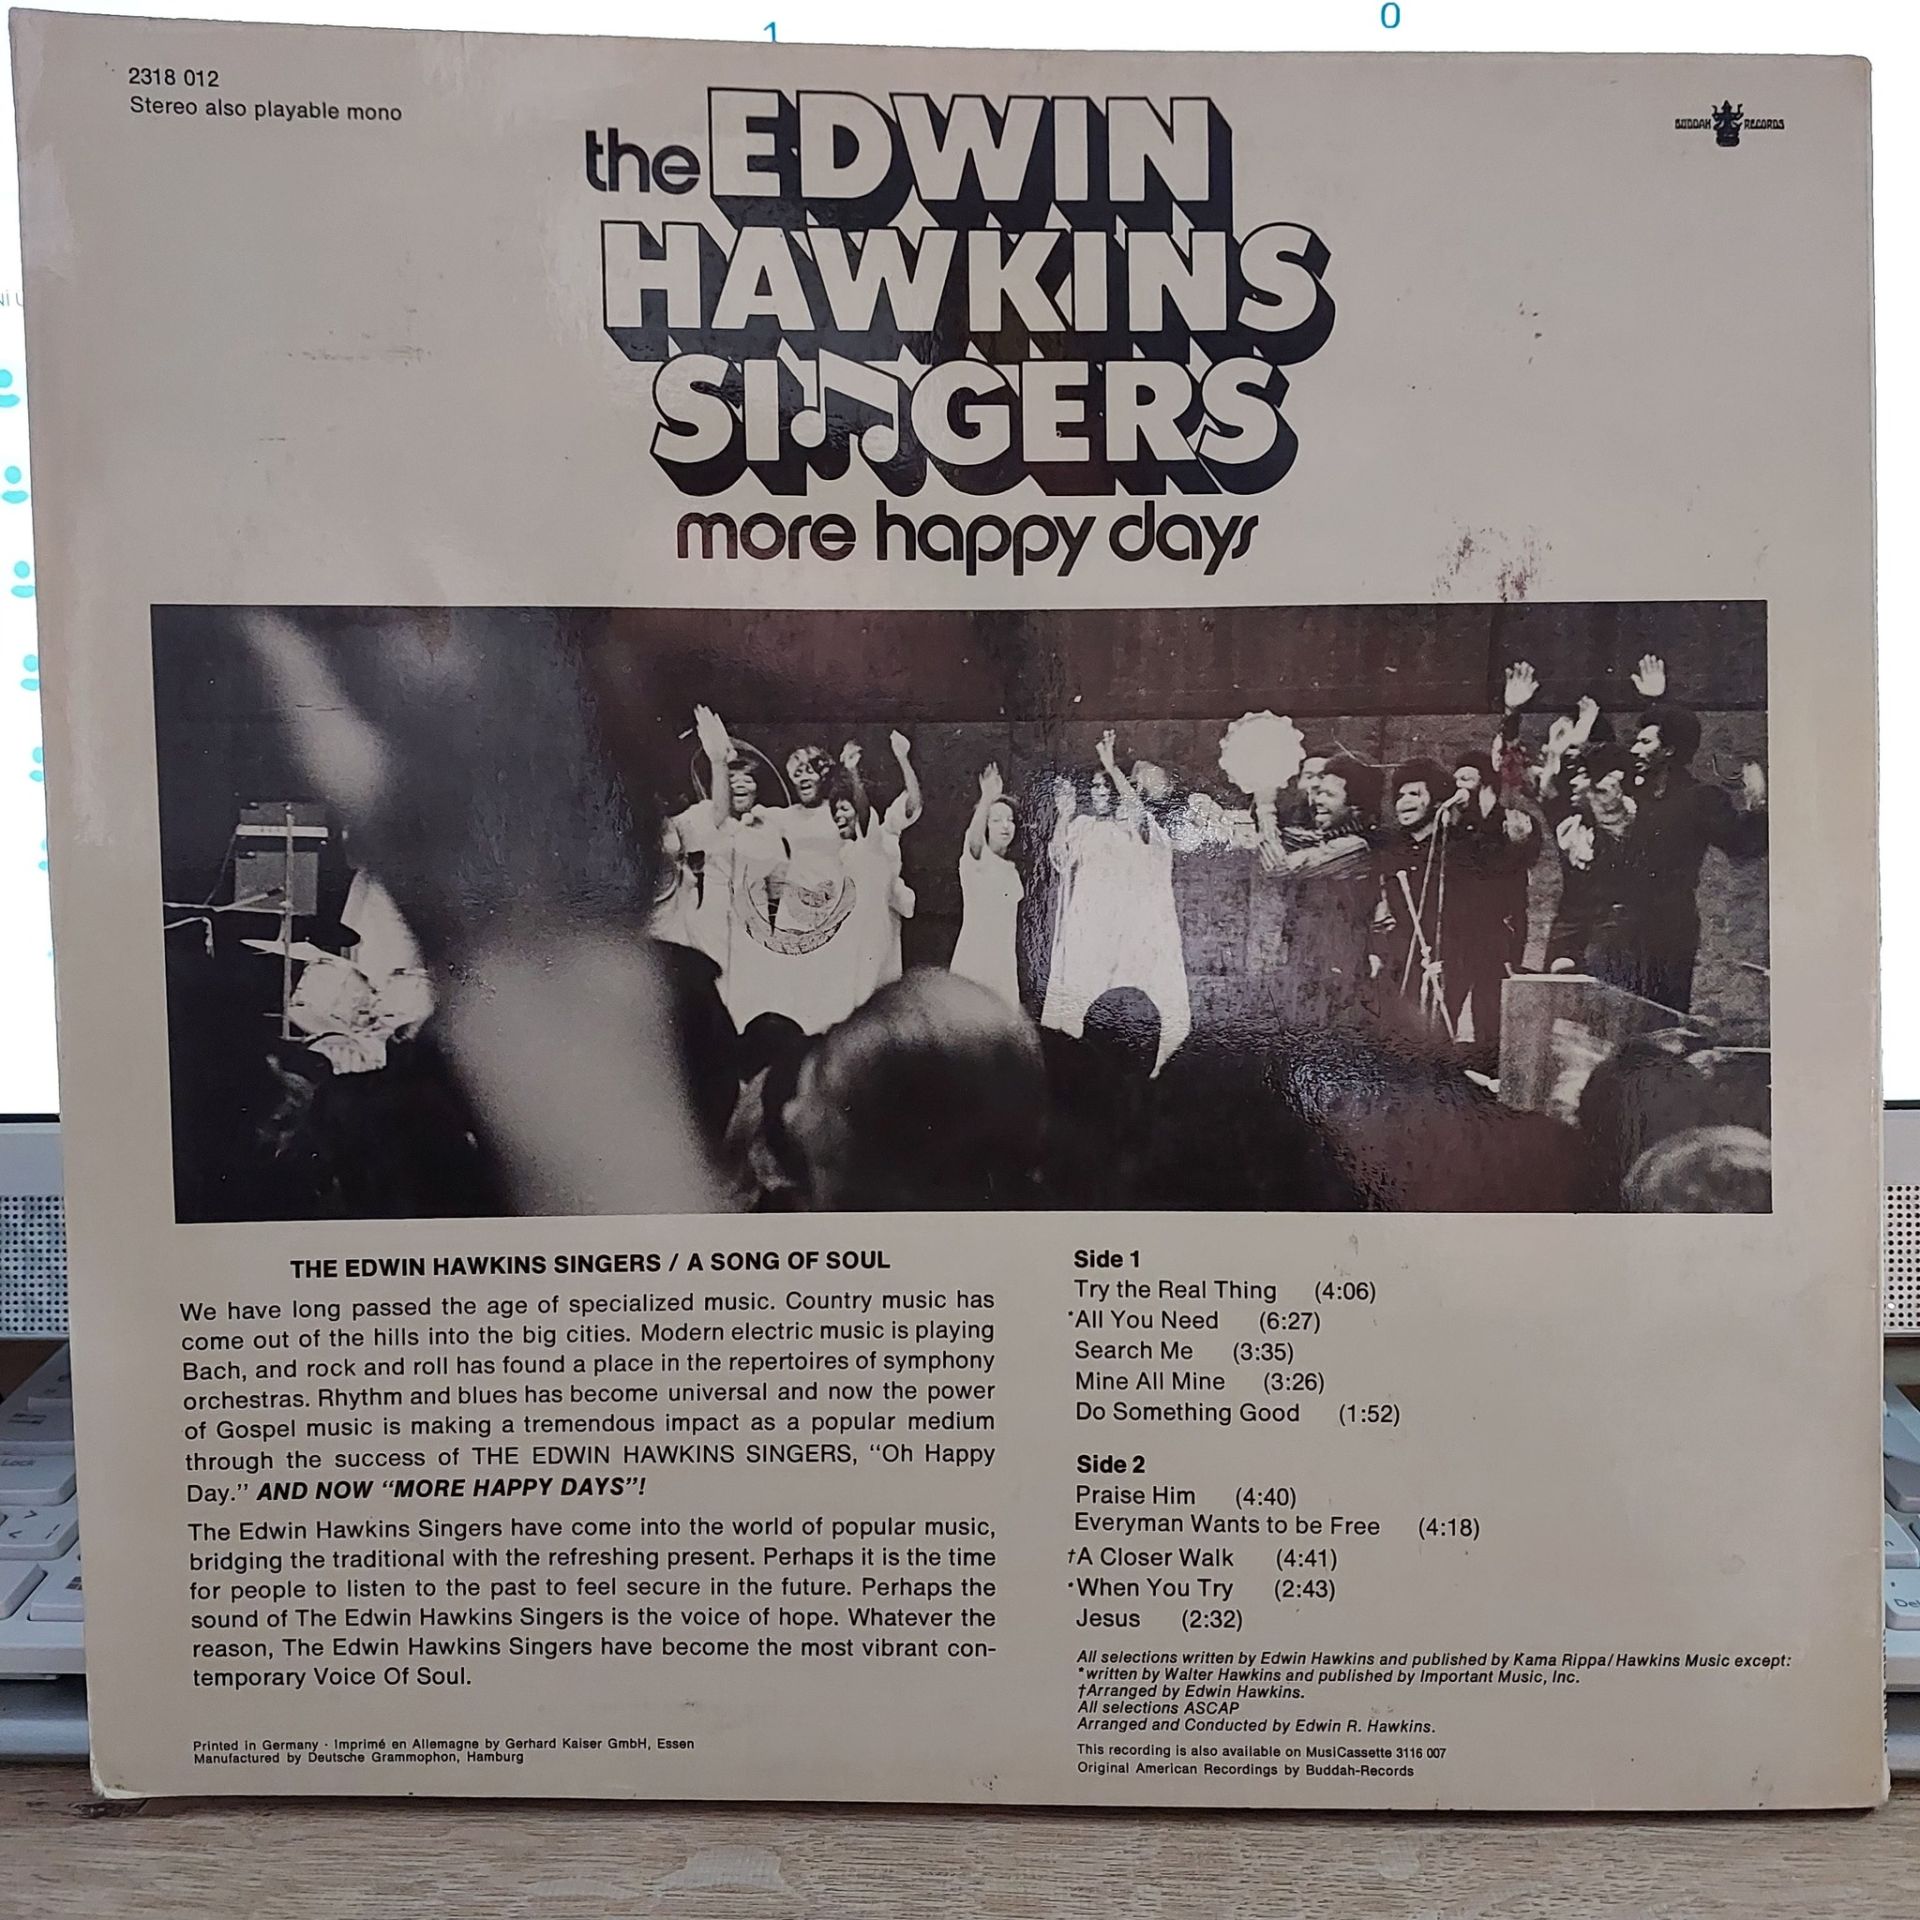 1
0
2318 012
Stereo also playable mono
BUDDAH RECORDS
the EDWIN
HAWKINS
SINGERS
more happy days
THE EDWIN HAWKINS SINGERS / A SONG OF SOUL
We have long passed the age of specialized music. Country music has
come out of the hills into the big cities. Modern electric music is playing
Bach, and rock and roll has found a place in the repertoires of symphony
orchestras. Rhythm and blues has become universal and now the power
of Gospel music is making a tremendous impact as a popular medium
through the success of THE EDWIN HAWKINS SINGERS, “Oh Happy
Day.” AND NOW “MORE HAPPY DAYS”!
The Edwin Hawkins Singers have come into the world of popular music,
bridging the traditional with the refreshing present. Perhaps it is the time
for people to listen to the past to feel secure in the future. Perhaps the
sound of The Edwin Hawkins Singers is the voice of hope. Whatever the
reason, The Edwin Hawkins Singers have become the most vibrant con-
temporary Voice Of Soul.
Printed in Germany · Imprimé en Allemagne by Gerhard Kaiser GmbH, Essen
Manufactured by Deutsche Grammophon, Hamburg
Side 1
Try the Real Thing (4:06)
*All You Need (6:27)
Search Me (3:35)
Mine All Mine (3:26)
Do Something Good (1:52)
Side 2
Praise Him (4:40)
Everyman Wants to be Free (4:18)
†A Closer Walk (4:41)
*When You Try (2:43)
Jesus (2:32)
All selections written by Edwin Hawkins and published by Kama Rippa/Hawkins Music except:
*written by Walter Hawkins and published by Important Music, Inc.
†Arranged by Edwin Hawkins.
All selections ASCAP
Arranged and Conducted by Edwin R. Hawkins.
This recording is also available on MusiCassette 3116 007
Original American Recordings by Buddah-Records
Lock